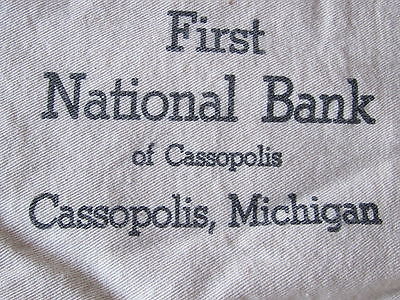 First
National Bank
of Cassopolis
Cassopolis, Michigan